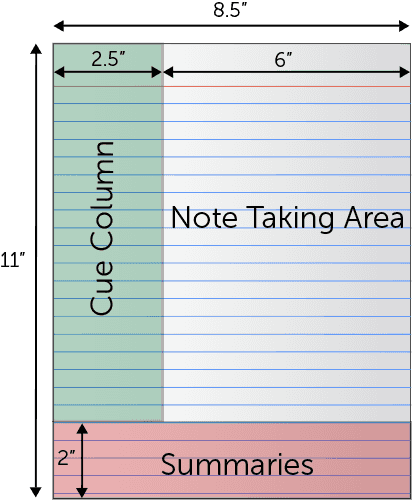 8.5”
2.5”
6”
Cue Column
Note Taking Area
11”
2”
Summaries